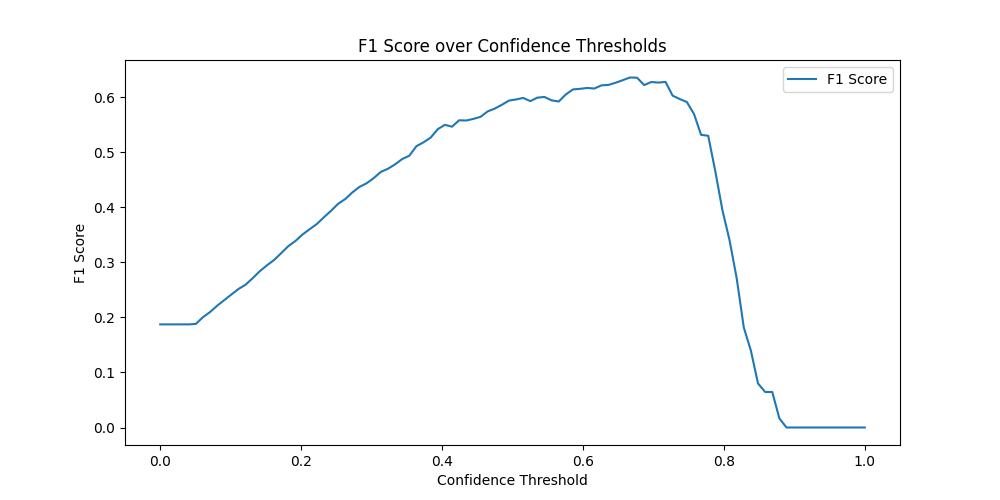 F1 Score over Confidence Thresholds
F1 Score
F1 Score
0.6
0.5
0.4
0.3
0.2
0.1
0.0
0.0 0.2 0.4 0.6 0.8 1.0
Confidence Threshold